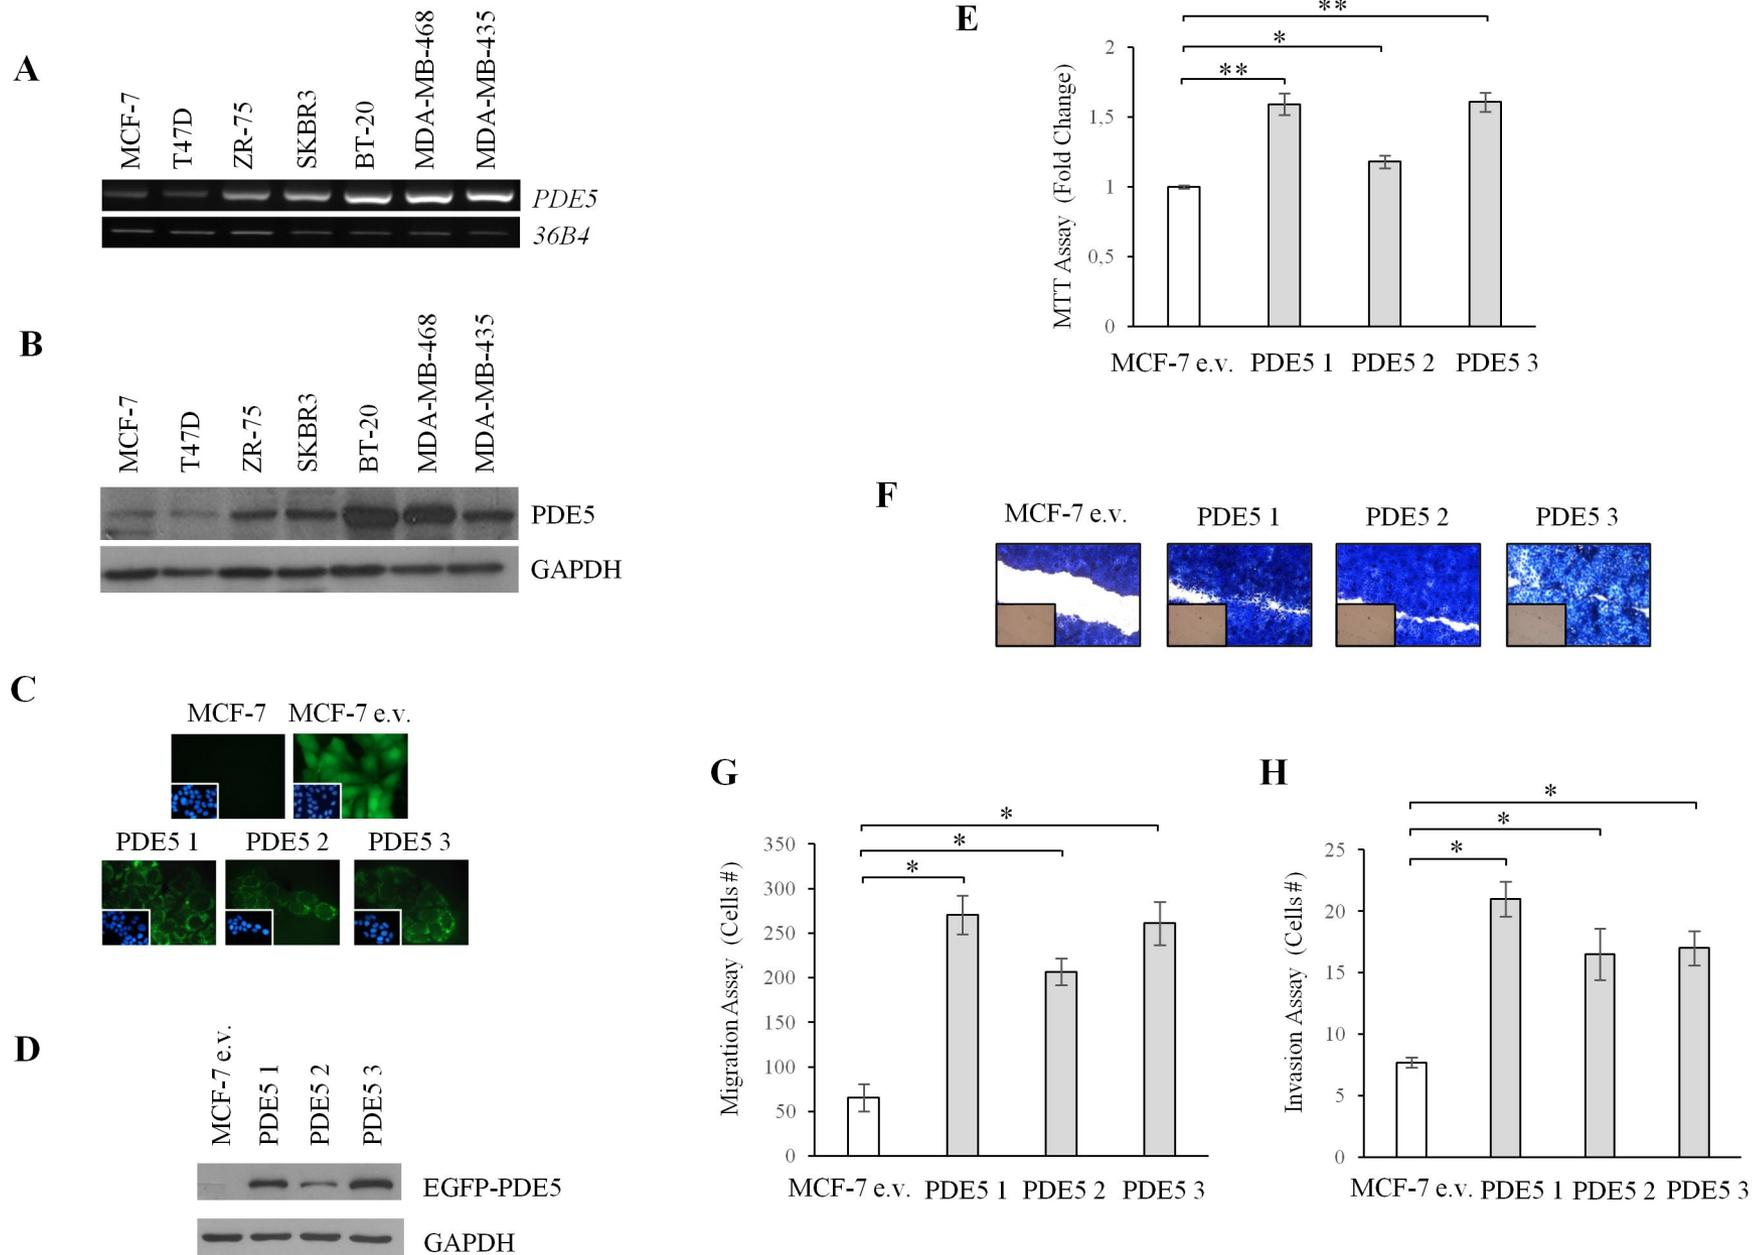 A
MCF-7
T47D
ZR-75
SKBR3
BT-20
MDA-MB-468
MDA-MB-435
PDE5
36B4
B
MCF-7
T47D
ZR-75
SKBR3
BT-20
MDA-MB-468
MDA-MB-435
PDE5
GAPDH
C
MCF-7 MCF-7 e.v.
PDE5 1 PDE5 2 PDE5 3
D
MCF-7 e.v.
PDE5 1
PDE5 2
PDE5 3
EGFP-PDE5
GAPDH
E
**
*
**
MTT Assay (Fold Change)
2
1,5
1
0,5
0
MCF-7 e.v. PDE5 1 PDE5 2 PDE5 3
F
MCF-7 e.v. PDE5 1 PDE5 2 PDE5 3
G
*
*
*
Migration Assay (Cells #)
350
300
250
200
150
100
50
0
MCF-7 e.v. PDE5 1 PDE5 2 PDE5 3
H
*
*
*
Invasion Assay (Cells #)
25
20
15
10
5
0
MCF-7 e.v. PDE5 1 PDE5 2 PDE5 3